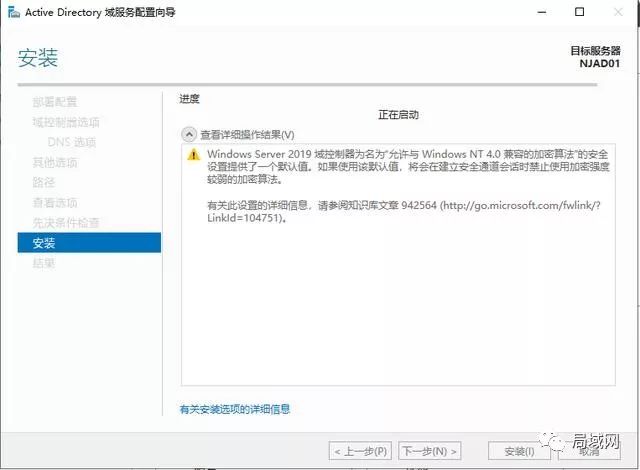 Active Directory 域服务配置向导
安装
目标服务器
NJAD01
部署配置
域控制器选项
DNS 选项
其他选项
路径
查看选项
先决条件检查
安装
结果
进度
正在启动
查看详细操作结果(V)
Windows Server 2019 域控制器为名为“允许与 Windows NT 4.0 兼容的加密算法”的安全
设置提供了一个默认值。如果使用该默认值，将会在建立安全通道会话时禁止使用加密强度
较弱的加密算法。
有关此设置的详细信息，请参阅知识库文章 942564 (http://go.microsoft.com/fwlink/?
LinkId=104751)。
有关安装选项的详细信息
< 上一步(P)
下一步(N) >
安装(I)
取消
局域网